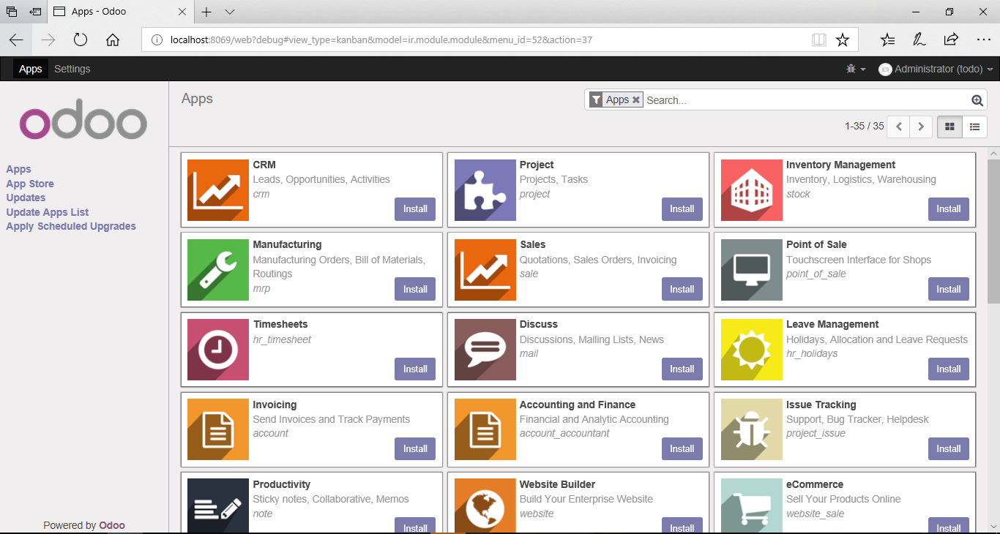 Apps - Odoo
localhost:8069/web?debug#view_type=kanban&model=ir.module.module&menu_id=52&action=37
Apps Settings Administrator (todo)
odoo
Apps
App Store
Updates
Update Apps List
Apply Scheduled Upgrades
Powered by Odoo
Apps
Apps Search...
1-35 / 35
CRM
Leads, Opportunities, Activities
crm
Install
Project
Projects, Tasks
project
Install
Inventory Management
Inventory, Logistics, Warehousing
stock
Install
Manufacturing
Manufacturing Orders, Bill of Materials,
Routings
mrp
Install
Sales
Quotations, Sales Orders, Invoicing
sale
Install
Point of Sale
Touchscreen Interface for Shops
point_of_sale
Install
Timesheets
hr_timesheet
Install
Discuss
Discussions, Mailing Lists, News
mail
Install
Leave Management
Holidays, Allocation and Leave Requests
hr_holidays
Install
Invoicing
Send Invoices and Track Payments
account
Install
Accounting and Finance
Financial and Analytic Accounting
account_accountant
Install
Issue Tracking
Support, Bug Tracker, Helpdesk
project_issue
Install
Productivity
Sticky notes, Collaborative, Memos
note
Install
Website Builder
Build Your Enterprise Website
website
Install
eCommerce
Sell Your Products Online
website_sale
Install